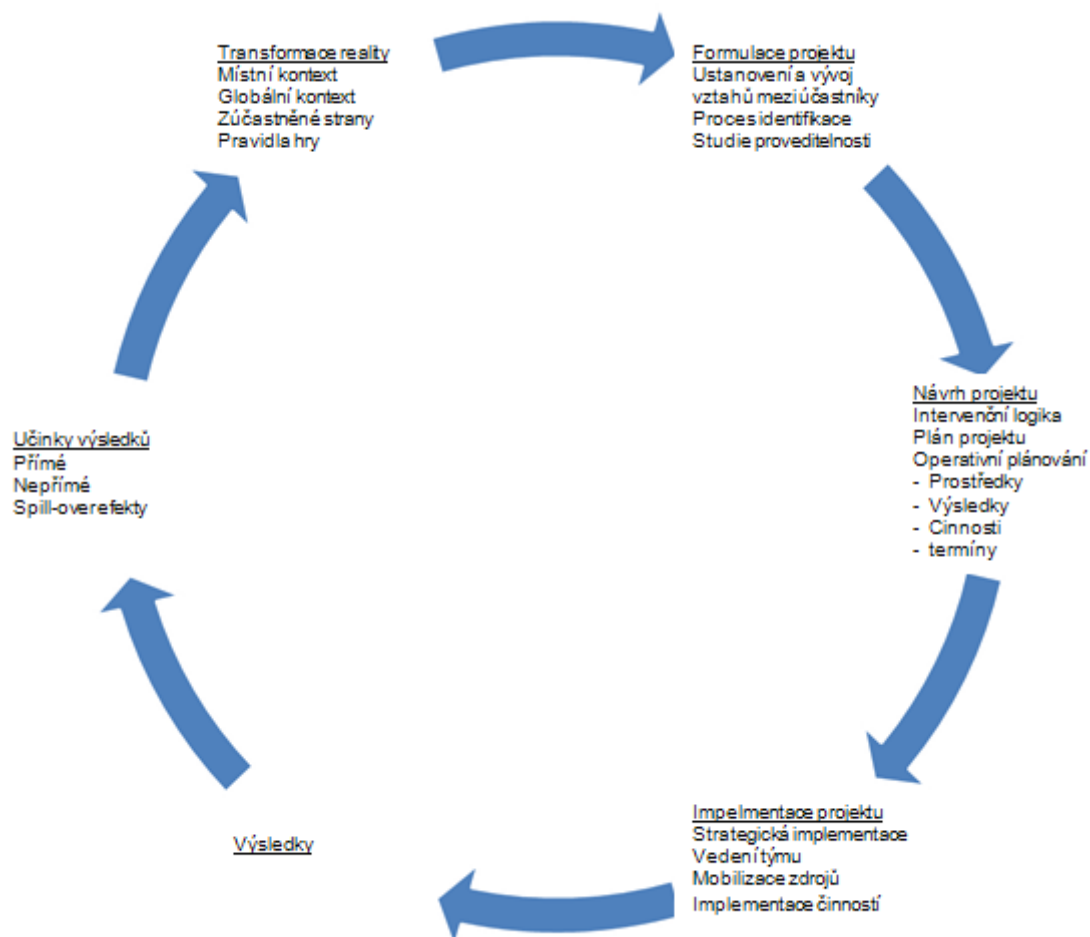 Transformace reality
Místní kontext
Globální kontext
Zúčastněné strany
Pravidla hry
Formulace projektu
Ustanovení a vývoj
vztahů mezi účastníky
Proces identifikace
Studie proveditelnosti
Návrh projektu
Intervenční logika
Plán projektu
Operativní plánování
- Prostředky
- Výsledky
- Cinnosti
- termíny
Impelmentace projektu
Strategická implementace
Vedení týmu
Mobilizace zdrojů
Implementace činností
Výsledky
Učinky výsledků
Přímé
Nepřímé
Spill-over efekty